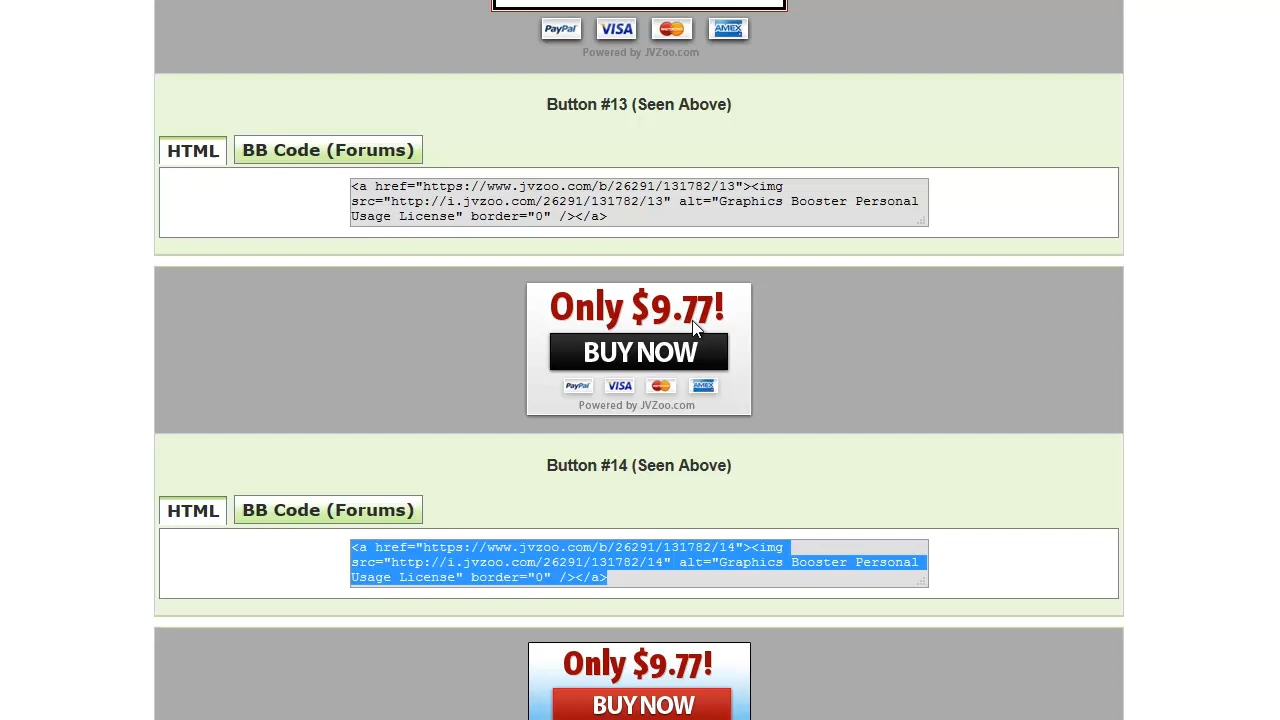 PayPal VISA MasterCard AMEX
Powered by JVZoo.com
Button #13 (Seen Above)
HTML BB Code (Forums)
<a href="https://www.jvzoo.com/b/26291/131782/13"><img
src="http://i.jvzoo.com/26291/131782/13" alt="Graphics Booster Personal
Usage License" border="0" /></a>
Only $9.77!
BUY NOW
PayPal VISA MasterCard AMEX
Powered by JVZoo.com
Button #14 (Seen Above)
HTML BB Code (Forums)
<a href="https://www.jvzoo.com/b/26291/131782/14"><img
src="http://i.jvzoo.com/26291/131782/14" alt="Graphics Booster Personal
Usage License" border="0" /></a>
Only $9.77!
BUY NOW